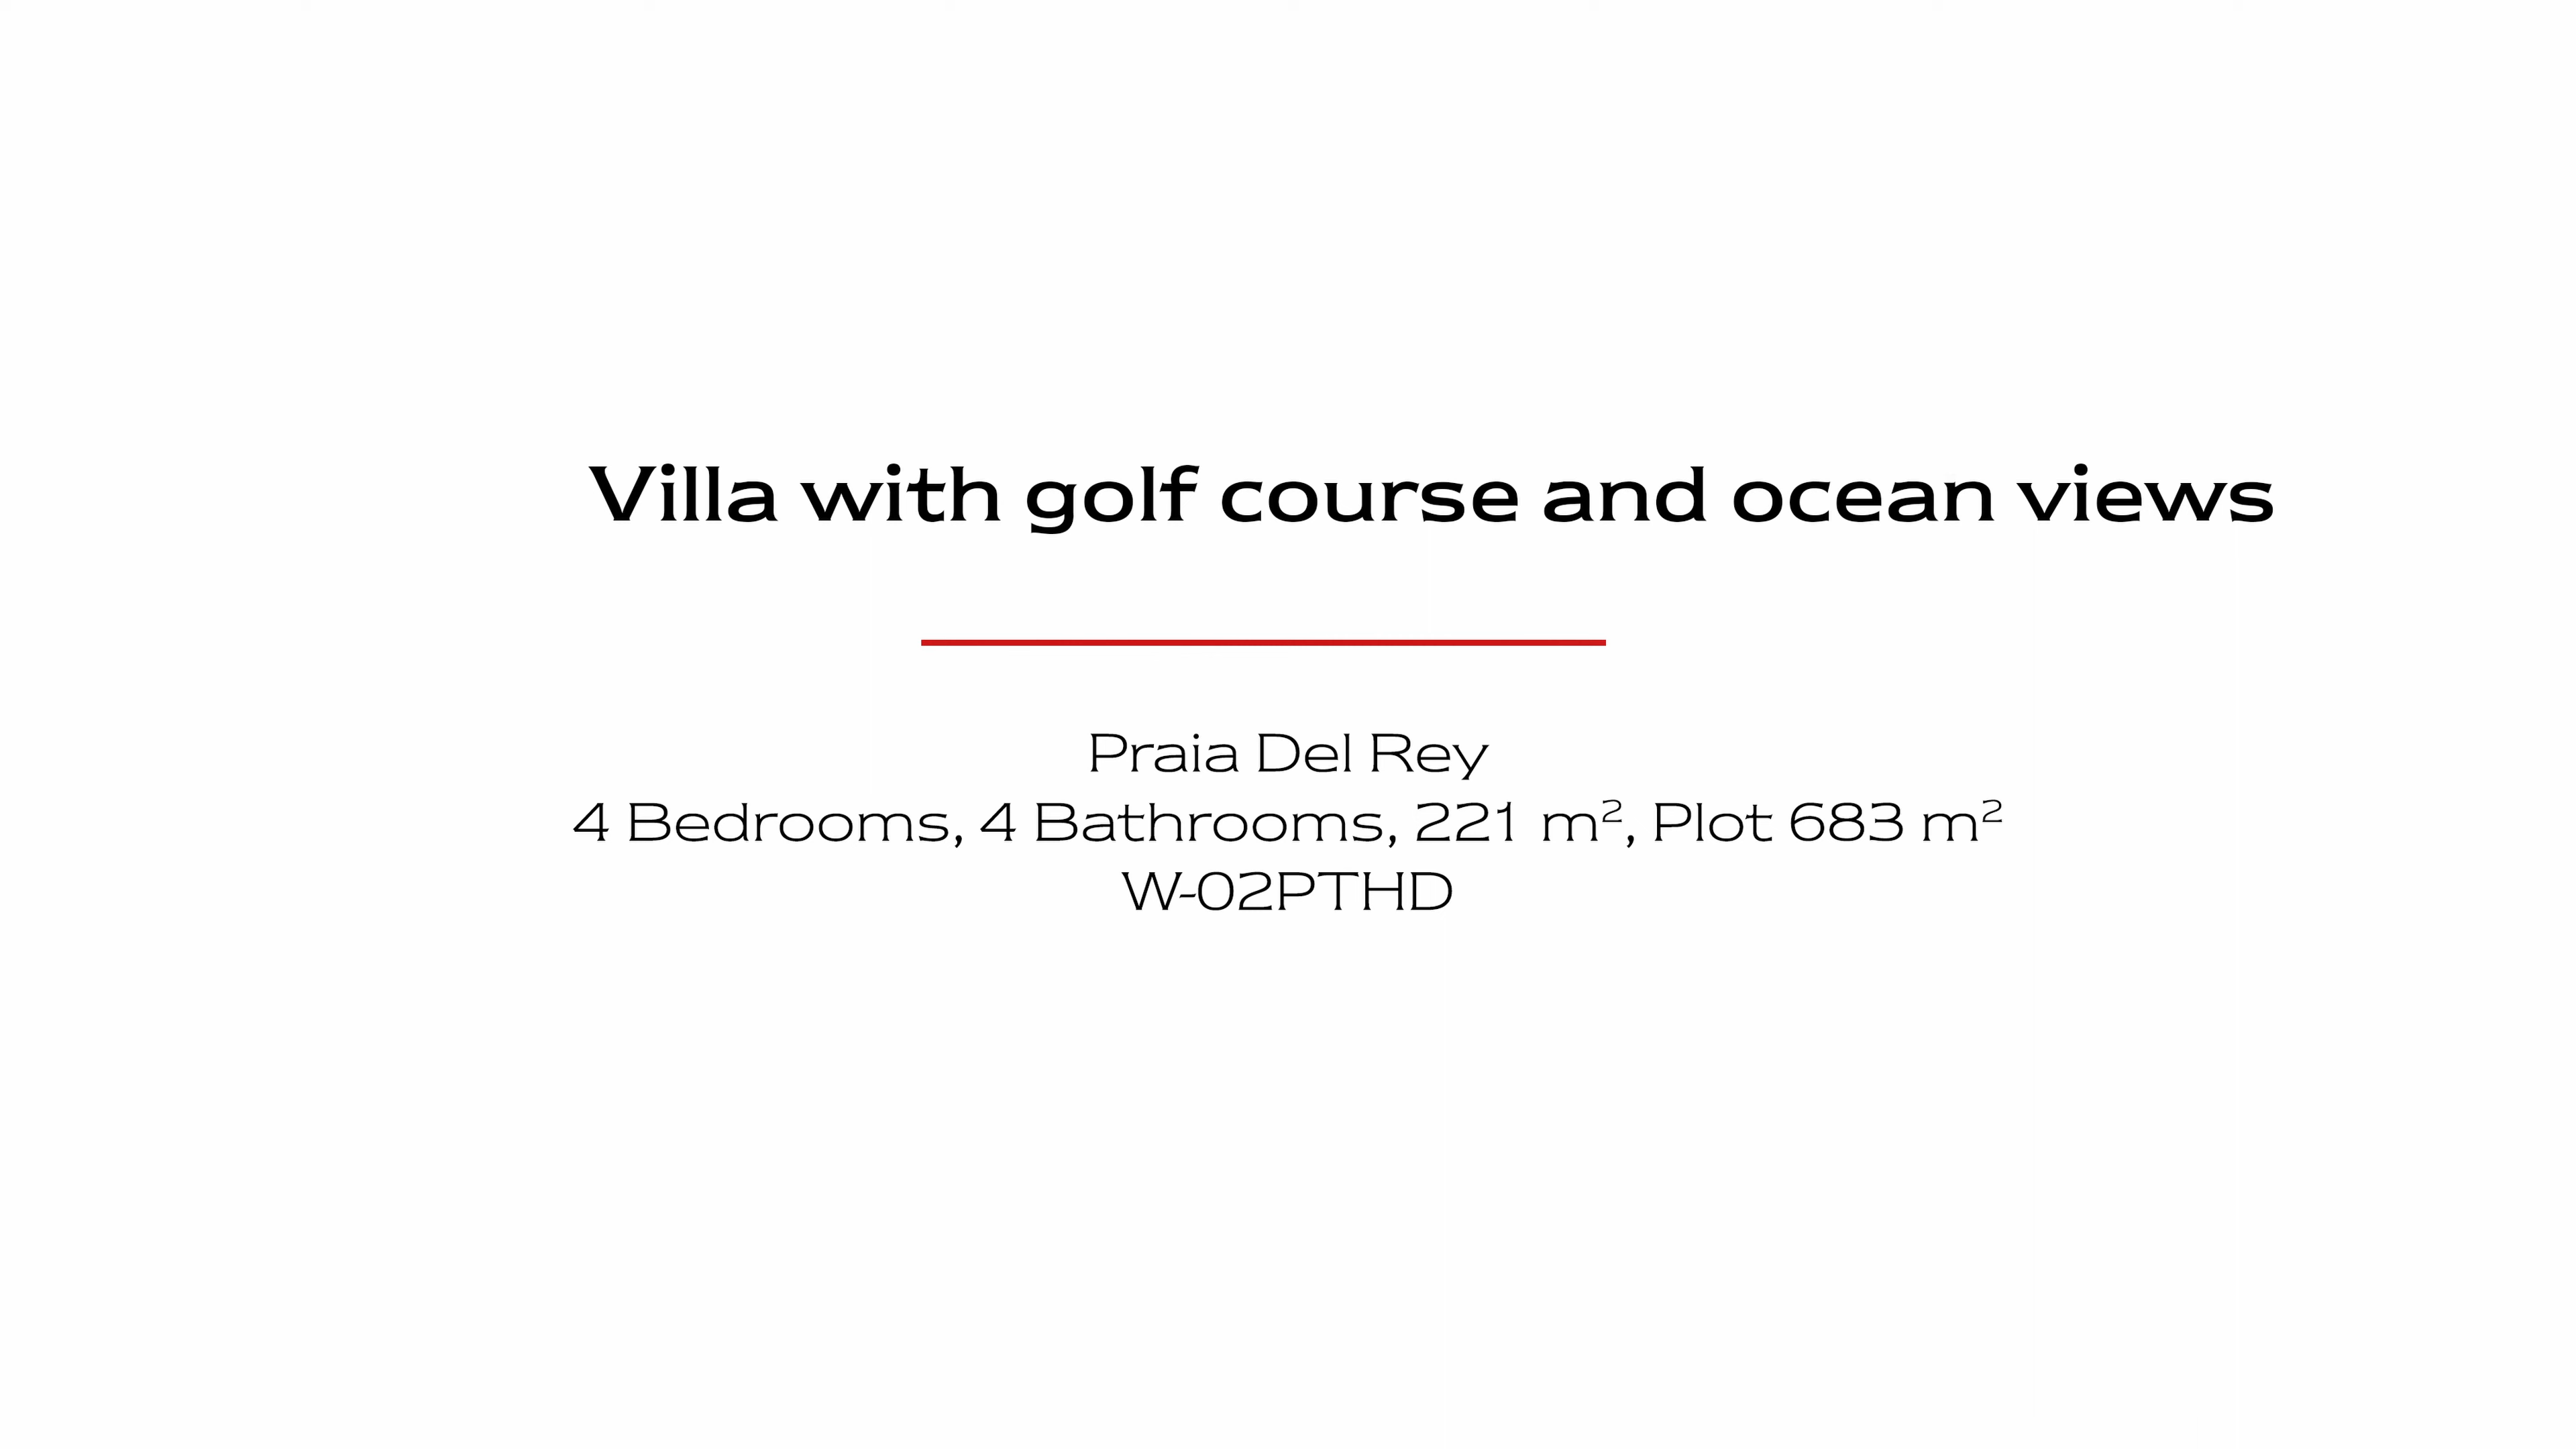 Villa with golf course and ocean views
Praia Del Rey
4 Bedrooms, 4 Bathrooms, 221 m², Plot 683 m²
W-02PTHD